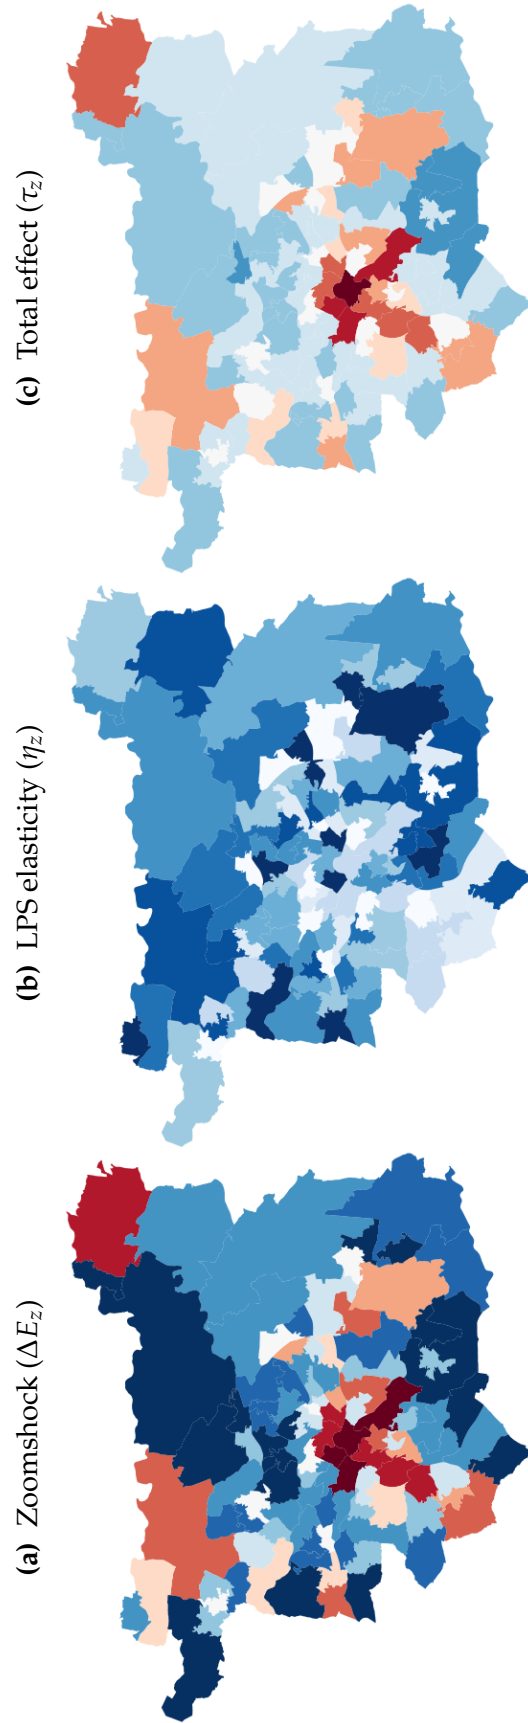 (a) Zoomshock (ΔE_z)
(b) LPS elasticity (η_z)
(c) Total effect (τ_z)